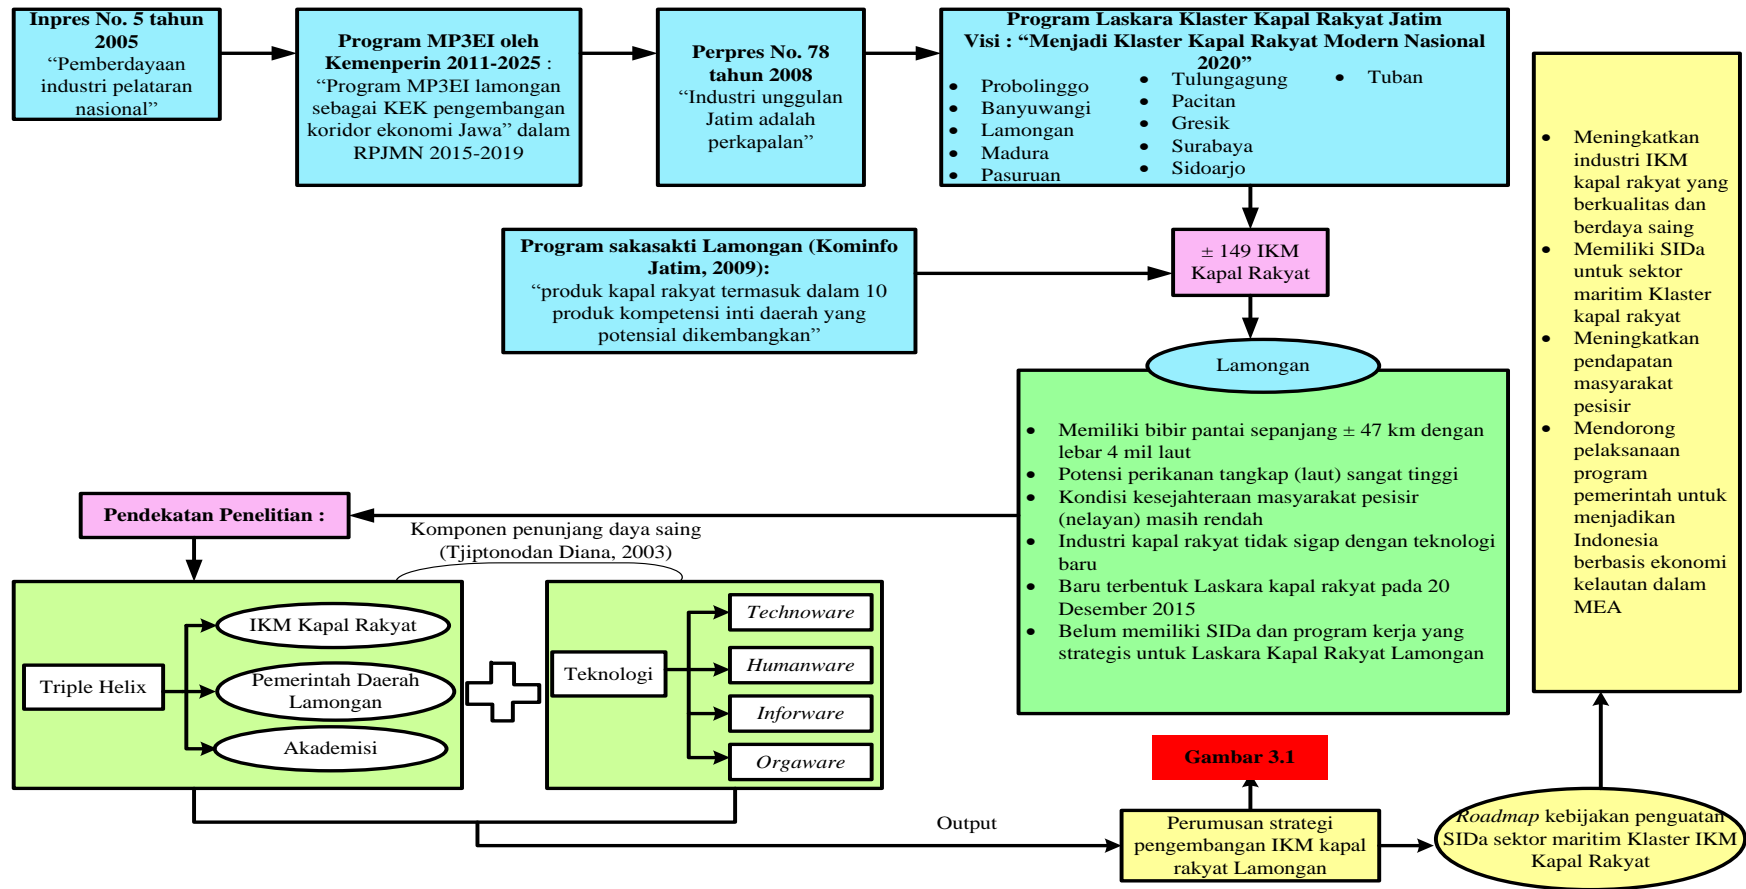 Inpres No. 5 tahun
2005
“Pemberdayaan
industri pelataran
nasional”
Program MP3EI oleh
Kemenperin 2011-2025 :
“Program MP3EI lamongan
sebagai KEK pengembangan
koridor ekonomi Jawa” dalam
RPJMN 2015-2019
Perpres No. 78
tahun 2008
“Industri unggulan
Jatim adalah
perkapalan”
Program Laskara Klaster Kapal Rakyat Jatim
Visi : “Menjadi Klaster Kapal Rakyat Modern Nasional
2020”
• Probolinggo
• Banyuwangi
• Lamongan
• Madura
• Pasuruan
• Tulungagung
• Pacitan
• Gresik
• Surabaya
• Sidoarjo
• Tuban
Program sakasakti Lamongan (Kominfo
Jatim, 2009):
“produk kapal rakyat termasuk dalam 10
produk kompetensi inti daerah yang
potensial dikembangkan”
± 149 IKM
Kapal Rakyat
Lamongan
• Memiliki bibir pantai sepanjang ± 47 km dengan
lebar 4 mil laut
• Potensi perikanan tangkap (laut) sangat tinggi
• Kondisi kesejahteraan masyarakat pesisir
(nelayan) masih rendah
• Industri kapal rakyat tidak sigap dengan teknologi
baru
• Baru terbentuk Laskara kapal rakyat pada 20
Desember 2015
• Belum memiliki SIDa dan program kerja yang
strategis untuk Laskara Kapal Rakyat Lamongan
Pendekatan Penelitian :
Komponen penunjang daya saing
(Tjiptonodan Diana, 2003)
Triple Helix
IKM Kapal Rakyat
Pemerintah Daerah
Lamongan
Akademisi
Teknologi
Technoware
Humanware
Inforware
Orgaware
Output
Gambar 3.1
Perumusan strategi
pengembangan IKM kapal
rakyat Lamongan
Roadmap kebijakan penguatan
SIDa sektor maritim Klaster IKM
Kapal Rakyat
• Meningkatkan
industri IKM
kapal rakyat yang
berkualitas dan
berdaya saing
• Memiliki SIDa
untuk sektor
maritim Klaster
kapal rakyat
• Meningkatkan
pendapatan
masyarakat
pesisir
• Mendorong
pelaksanaan
program
pemerintah untuk
menjadikan
Indonesia
berbasis ekonomi
kelautan dalam
MEA